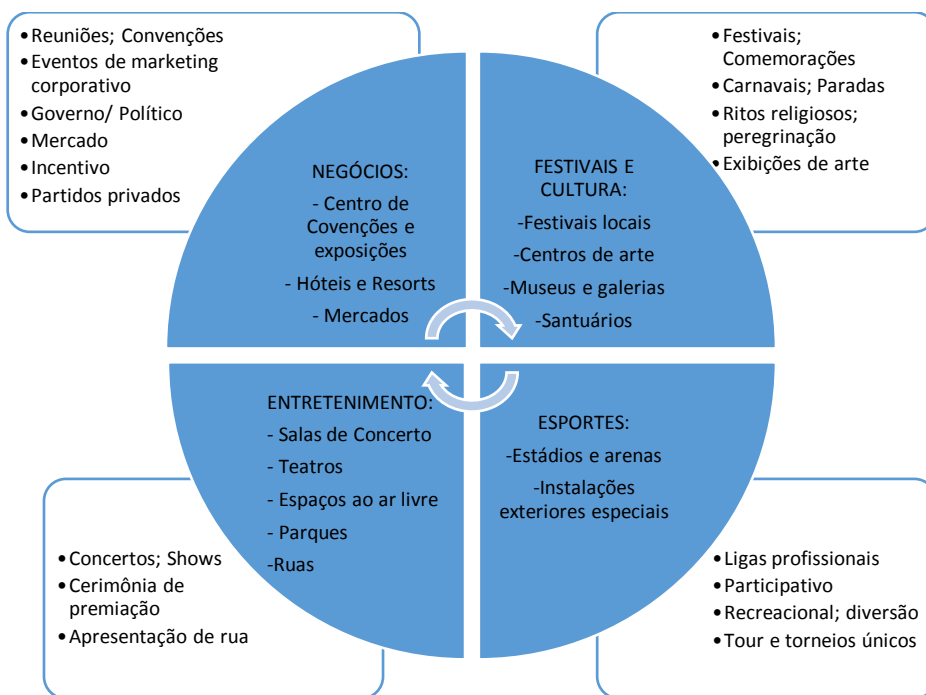 •Reuniões; Convenções
•Eventos de marketing
corporativo
•Governo/ Político
•Mercado
•Incentivo
•Partidos privados
•Festivais;
Comemorações
•Carnavais; Paradas
•Ritos religiosos;
peregrinação
•Exibições de arte
NEGÓCIOS:
- Centro de
Covenções e
exposições
- Hóteis e Resorts
- Mercados
FESTIVAIS E
CULTURA:
-Festivais locais
-Centros de arte
-Museus e galerias
-Santuários
ENTRETENIMENTO:
- Salas de Concerto
- Teatros
- Espaços ao ar livre
- Parques
-Ruas
ESPORTES:
-Estádios e arenas
-Instalações
exteriores especiais
•Concertos; Shows
•Cerimônia de
premiação
•Apresentação de rua
•Ligas profissionais
•Participativo
•Recreacional; diversão
•Tour e torneios únicos